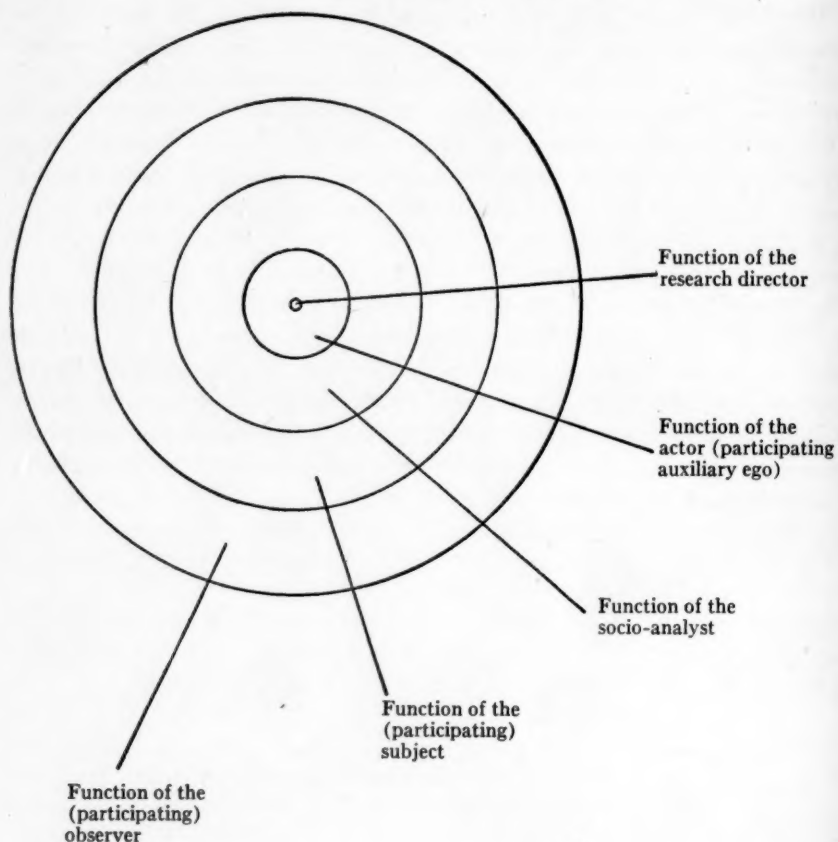 Function of the
research director
Function of the
actor (participating
auxiliary ego)
Function of the
socio-analyst
Function of the
(participating)
subject
Function of the
(participating)
observer